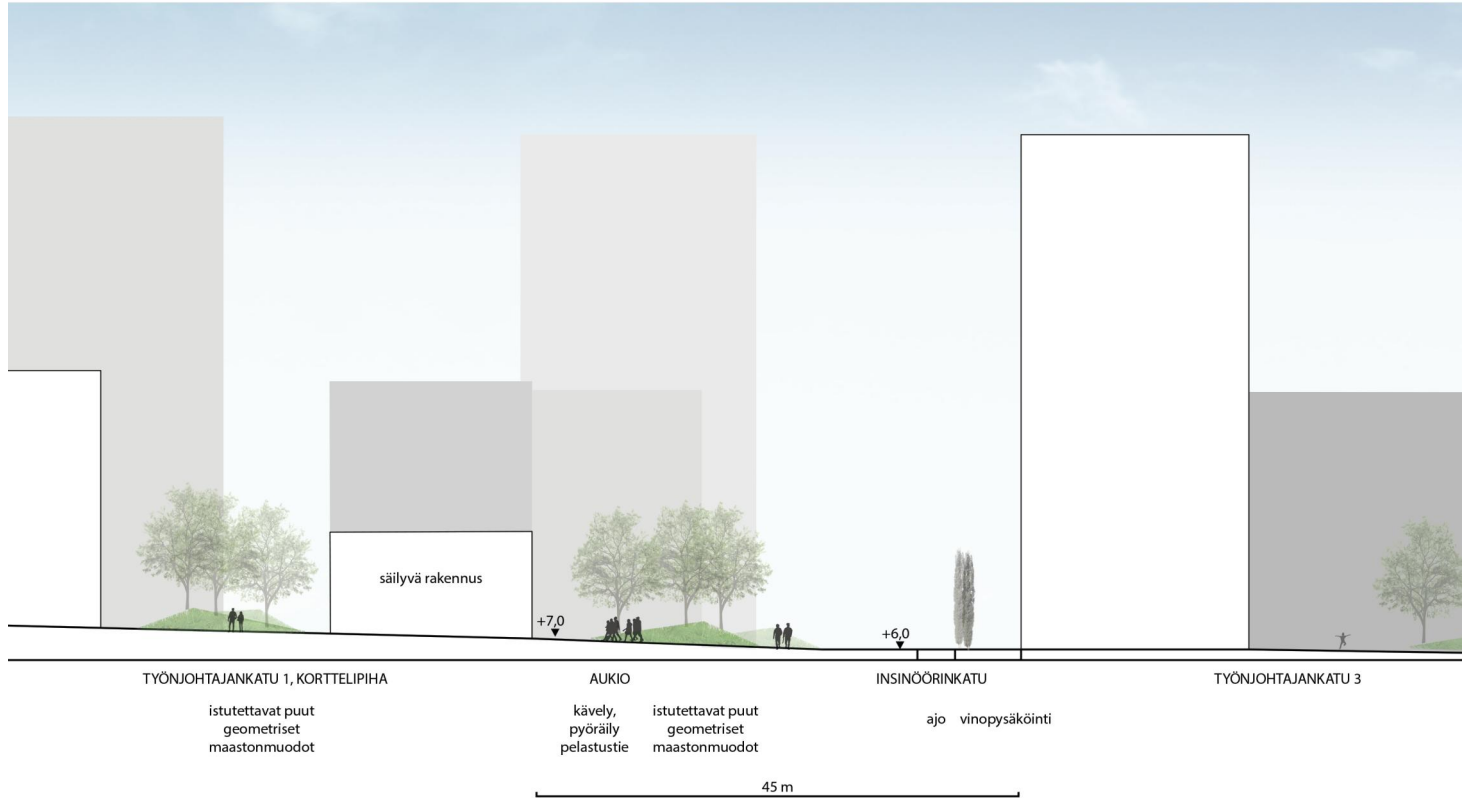 säilyvä rakennus
+7,0
+6,0
TYÖNJOHTAJANKATU 1, KORTTELIPIHA
istutettavat puut
geometriset
maastonmuodot
AUKIO
kävely,
pyöräily
pelastustie
istutettavat puut
geometriset
maastonmuodot
INSINÖÖRINKATU
ajo
vinopysäköinti
TYÖNJOHTAJANKATU 3
45 m